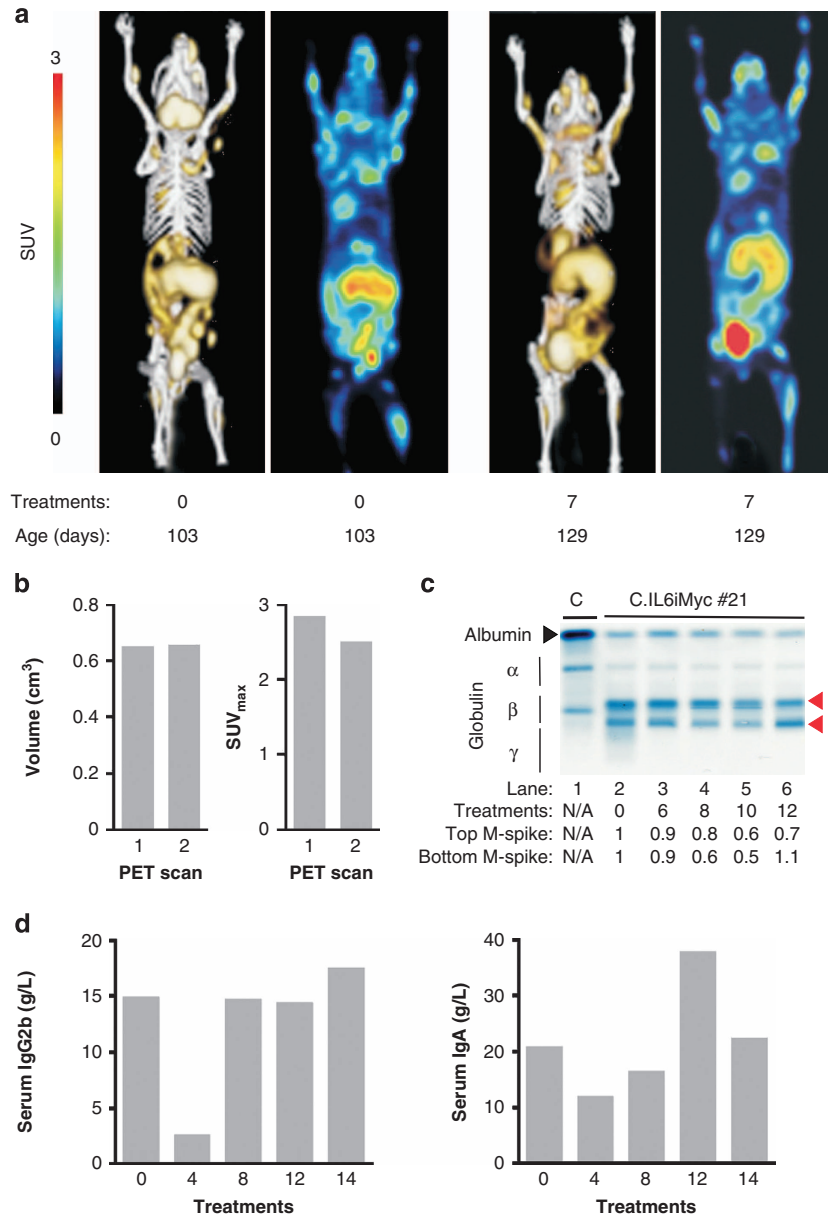 a
3
SUV
0
Treatments: 0 0 7 7
Age (days): 103 103 129 129
b
0.8
0.6
0.4
0.2
0
Volume (cm³)
1 2
PET scan
3
2
1
0
SUVmax
1 2
PET scan
c
C C.IL6iMyc #21
Albumin
Globulin
α
β
γ
Lane: 1 2 3 4 5 6
Treatments: N/A 0 6 8 10 12
Top M-spike: N/A 1 0.9 0.8 0.6 0.7
Bottom M-spike: N/A 1 0.9 0.6 0.5 1.1
d
20
15
10
5
0
Serum IgG2b (g/L)
0 4 8 12 14
Treatments
40
30
20
10
0
Serum IgA (g/L)
0 4 8 12 14
Treatments